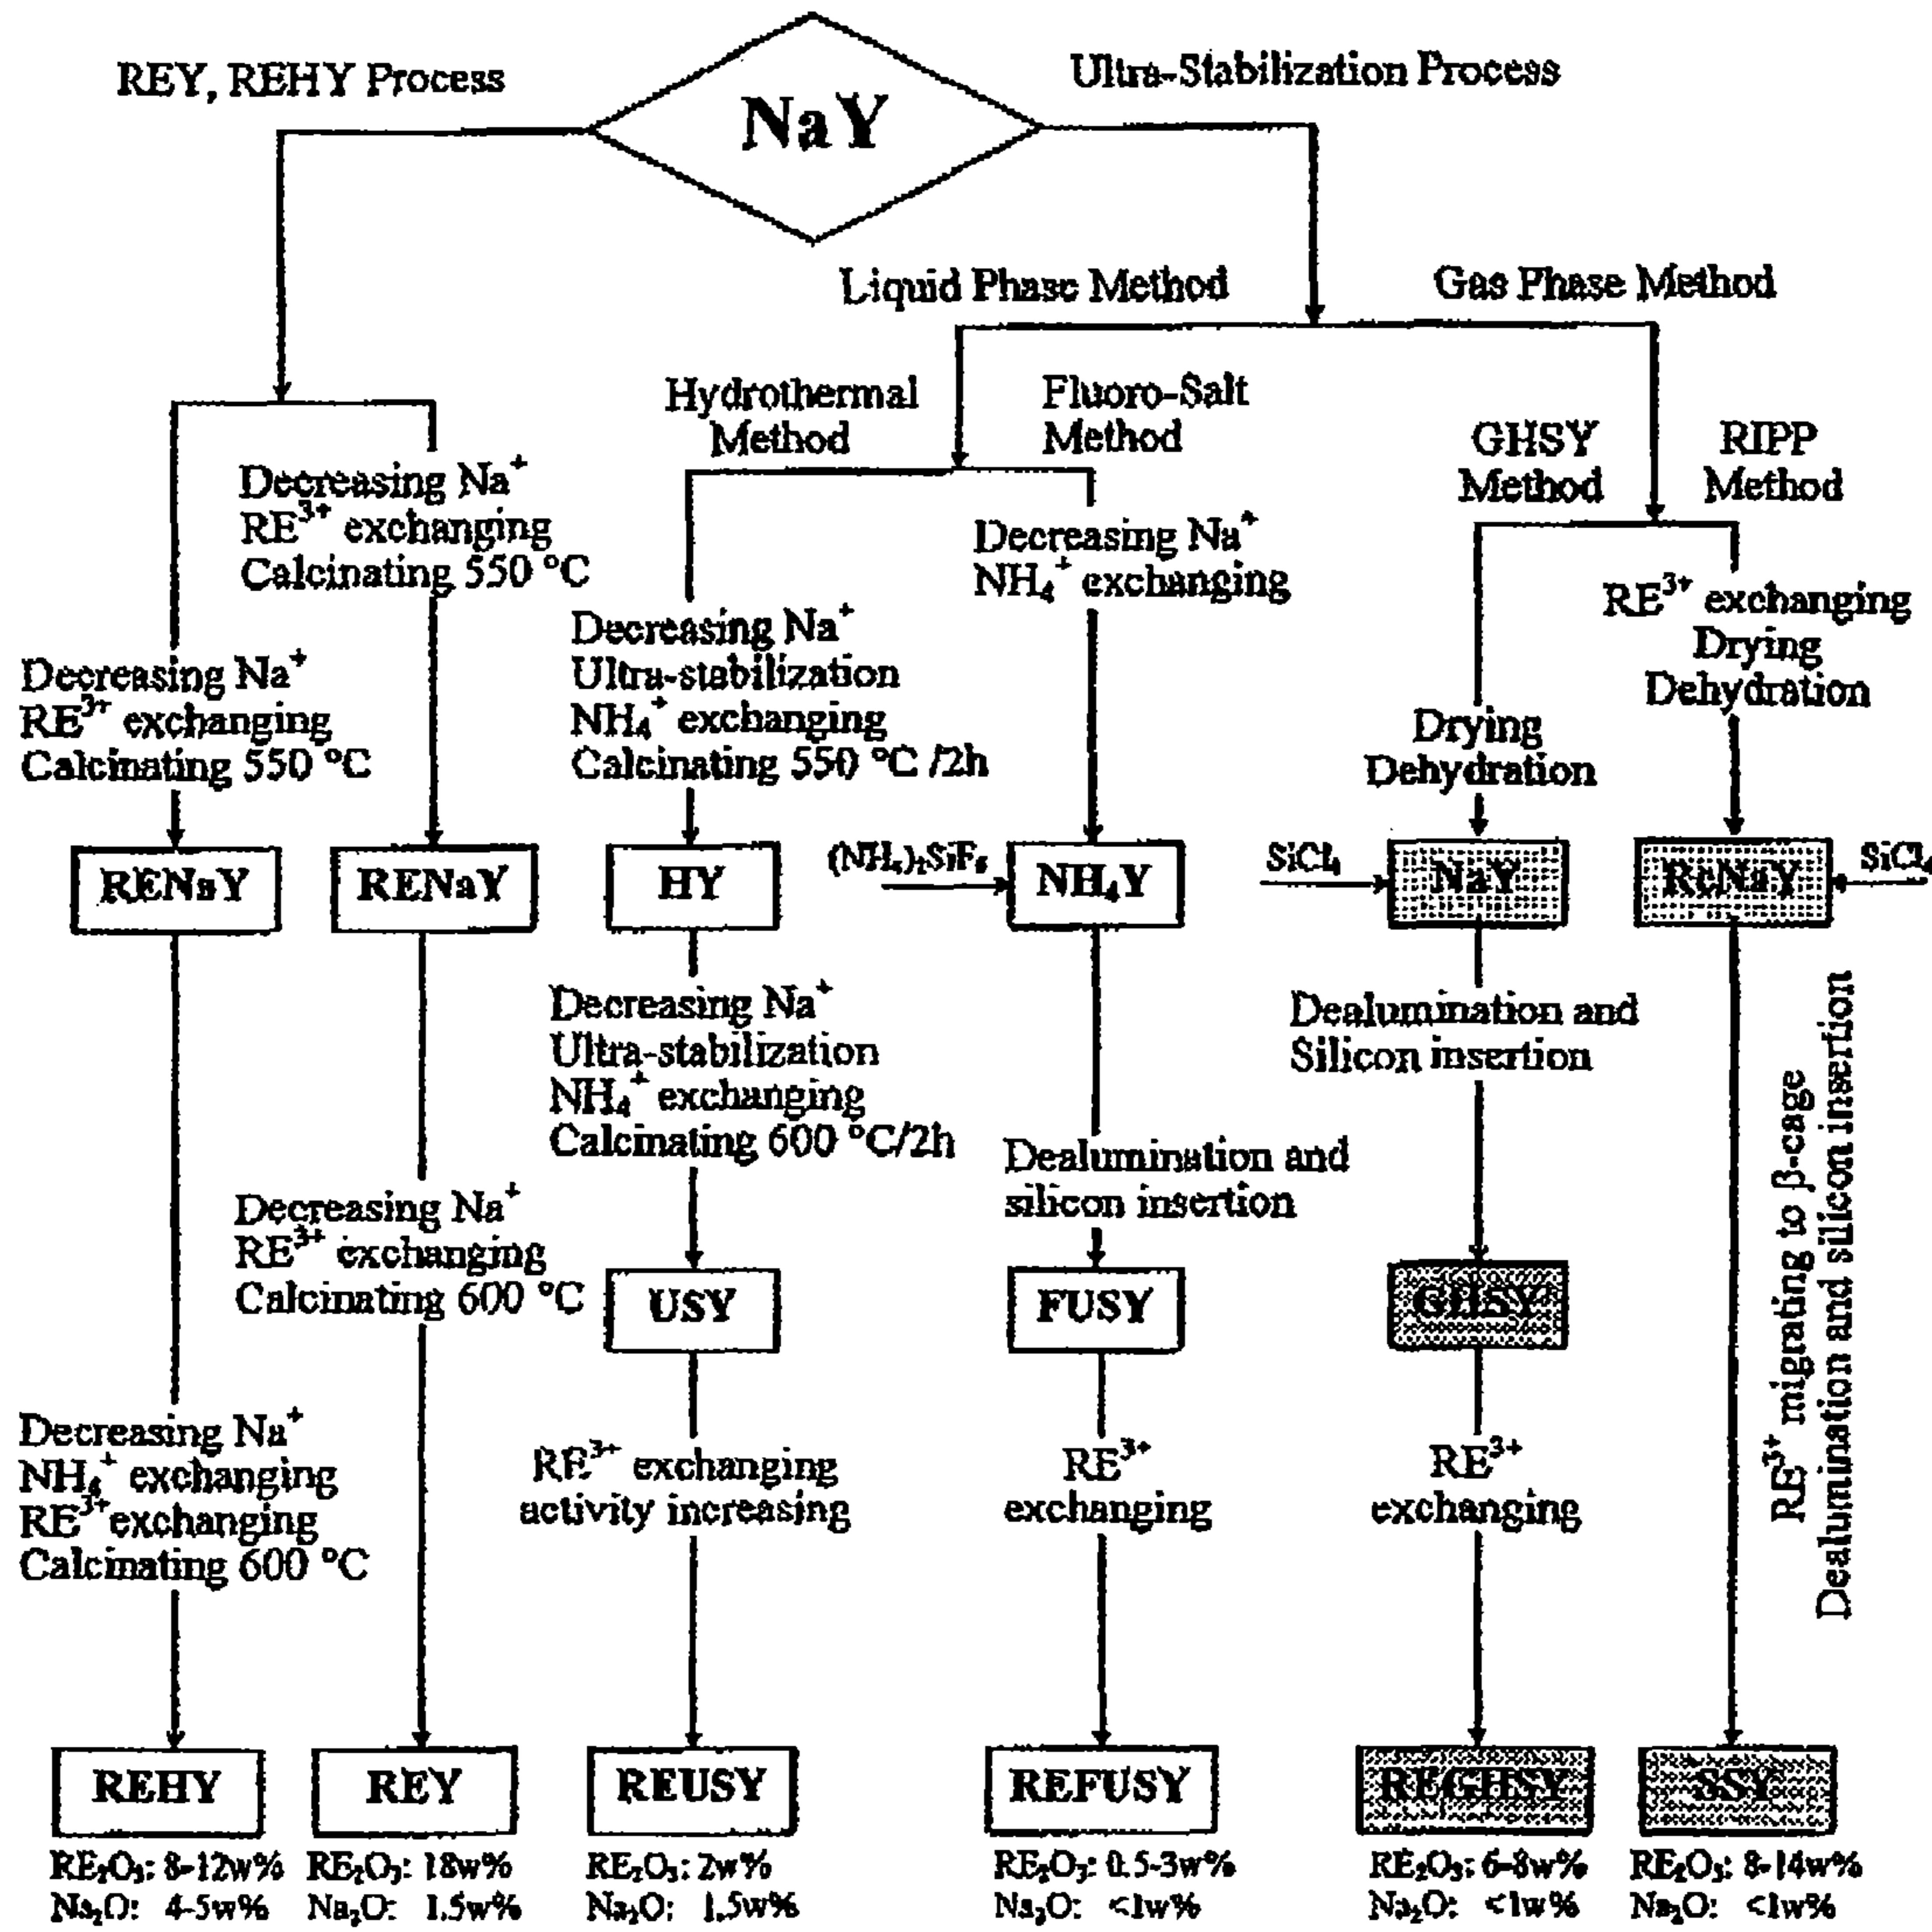 REY, REHY Process
Ultra-Stabilization Process
NaY
Liquid Phase Method
Gas Phase Method
Hydrothermal
Method
Fluoro-Salt
Method
GHSY
Method
RIPP
Method
Decreasing Na⁺
RE³⁺ exchanging
Calcinating 550 °C
Decreasing Na⁺
RE³⁺ exchanging
Calcinating 550 °C
Decreasing Na⁺
Ultra-stabilization
NH₄⁺ exchanging
Calcinating 550 °C /2h
Decreasing Na⁺
NH₄⁺ exchanging
Drying
Dehydration
RE³⁺ exchanging
Drying
Dehydration
RENaY
RENaY
HY
(NH₄)₂SiF₆
NH₄Y
SiCl₄
NaY
ReNaY
SiCl₄
Decreasing Na⁺
Ultra-stabilization
NH₄⁺ exchanging
Calcinating 600 °C/2h
Dealumination and
silicon insertion
Dealumination and
Silicon insertion
RE³⁺ migrating to β-cage
Dealumination and silicon insertion
Decreasing Na⁺
RE³⁺ exchanging
Calcinating 600 °C
USY
FUSY
GHSY
Decreasing Na⁺
NH₄⁺ exchanging
RE³⁺ exchanging
Calcinating 600 °C
RE³⁺ exchanging
activity increasing
RE³⁺
exchanging
RE³⁺
exchanging
REHY
REY
REUSY
REFUSY
REGHSY
SSY
RE₂O₃: 8-12w%
Na₂O: 4-5w%
RE₂O₃: 18w%
Na₂O: 1.5w%
RE₂O₃: 2w%
Na₂O: 1.5w%
RE₂O₃: 0.5-3w%
Na₂O: <1w%
RE₂O₃: 6-8w%
Na₂O: <1w%
RE₂O₃: 8-14w%
Na₂O: <1w%